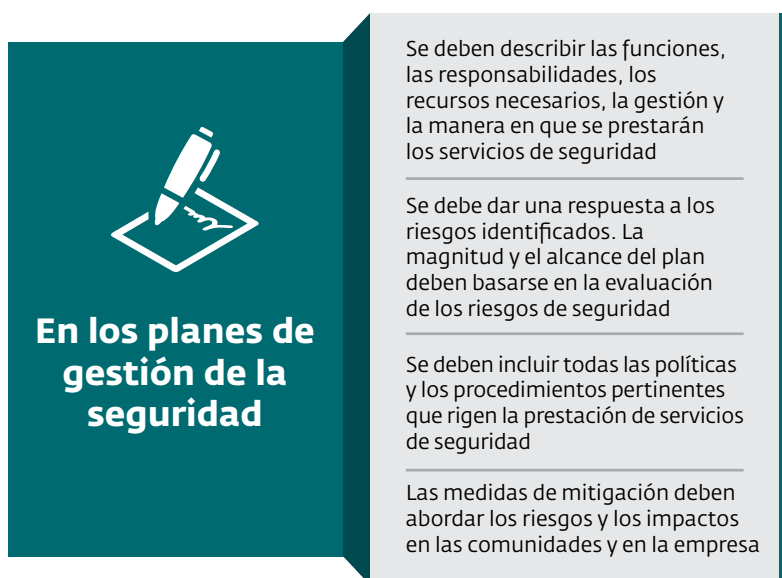 En los planes de
gestión de la
seguridad
Se deben describir las funciones,
las responsabilidades, los
recursos necesarios, la gestión y
la manera en que se prestarán
los servicios de seguridad
Se debe dar una respuesta a los
riesgos identificados. La
magnitud y el alcance del plan
deben basarse en la evaluación
de los riesgos de seguridad
Se deben incluir todas las políticas
y los procedimientos pertinentes
que rigen la prestación de servicios
de seguridad
Las medidas de mitigación deben
abordar los riesgos y los impactos
en las comunidades y en la empresa